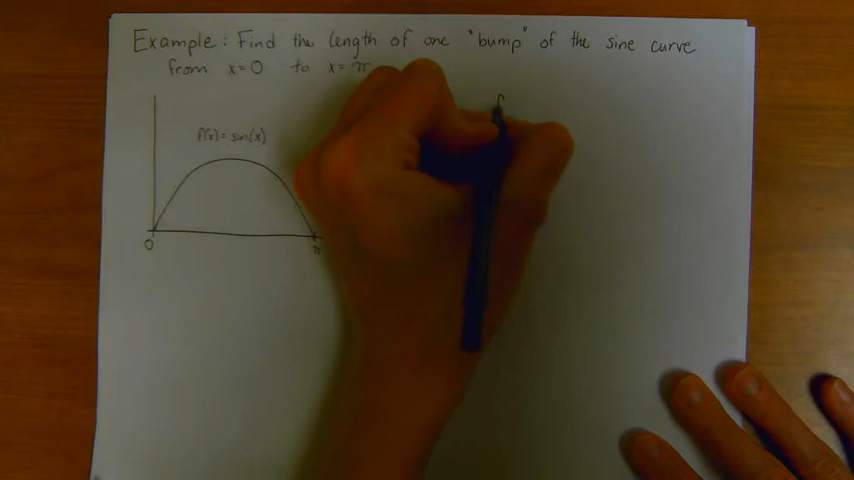 Example: Find the length of one "bump" of the sine curve
from x=0 to x=π
f(x)=sin(x)
0
π